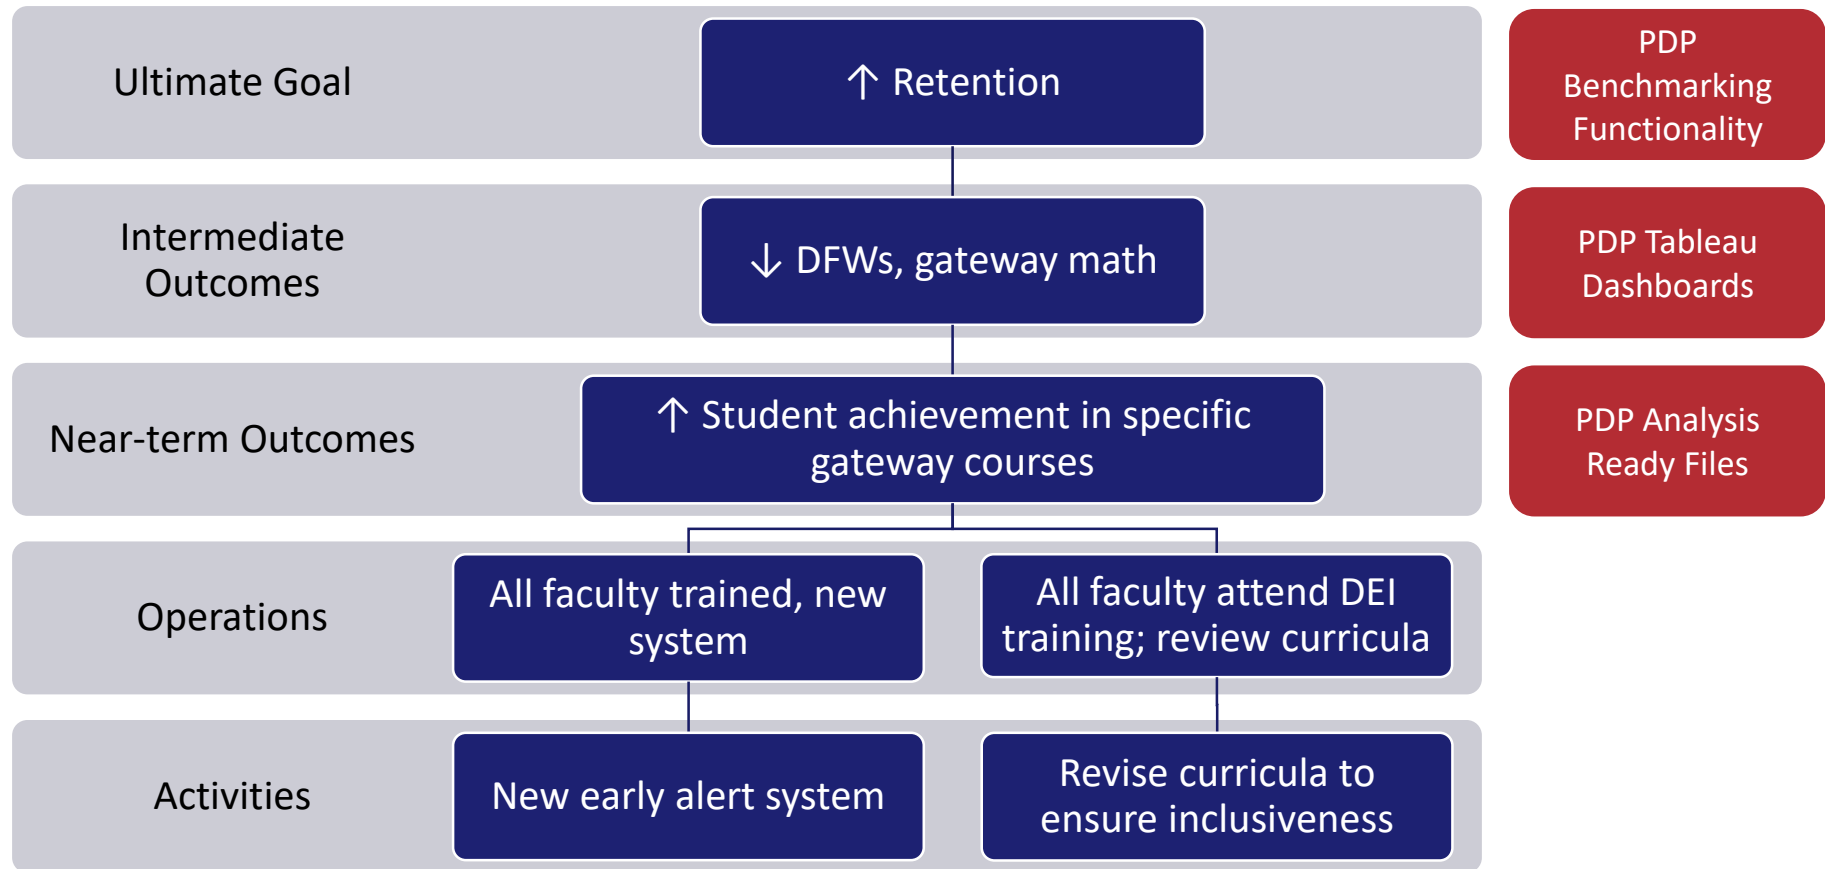 Ultimate Goal
↑ Retention
PDP
Benchmarking
Functionality
Intermediate
Outcomes
↓ DFWs, gateway math
PDP Tableau
Dashboards
Near-term Outcomes
↑ Student achievement in specific
gateway courses
PDP Analysis
Ready Files
Operations
All faculty trained, new
system
All faculty attend DEI
training; review curricula
Activities
New early alert system
Revise curricula to
ensure inclusiveness